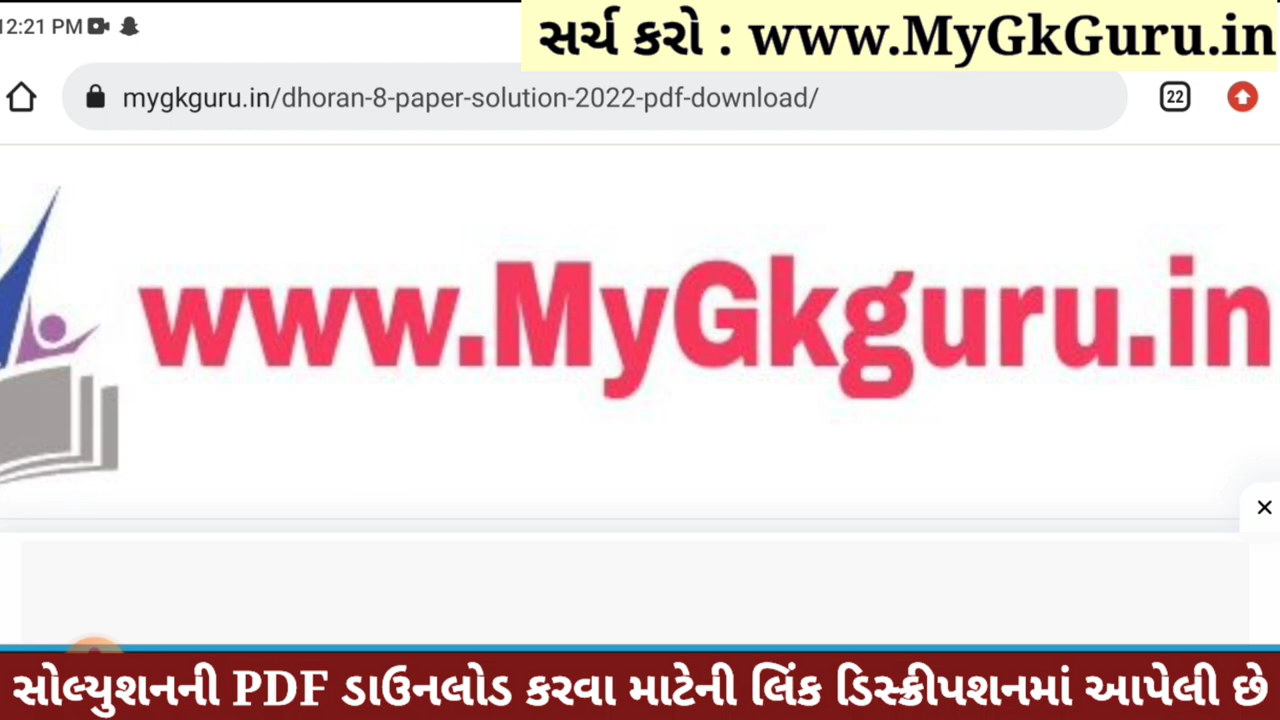 12:21 PM
સર્ચ કરો : www.MyGkGuru.in
mygkguru.in/dhoran-8-paper-solution-2022-pdf-download/
22
www.MyGkguru.in
સોલ્યુશનની PDF ડાઉનલોડ કરવા માટેની લિંક ડિસ્ક્રીપશનમાં આપેલી છે